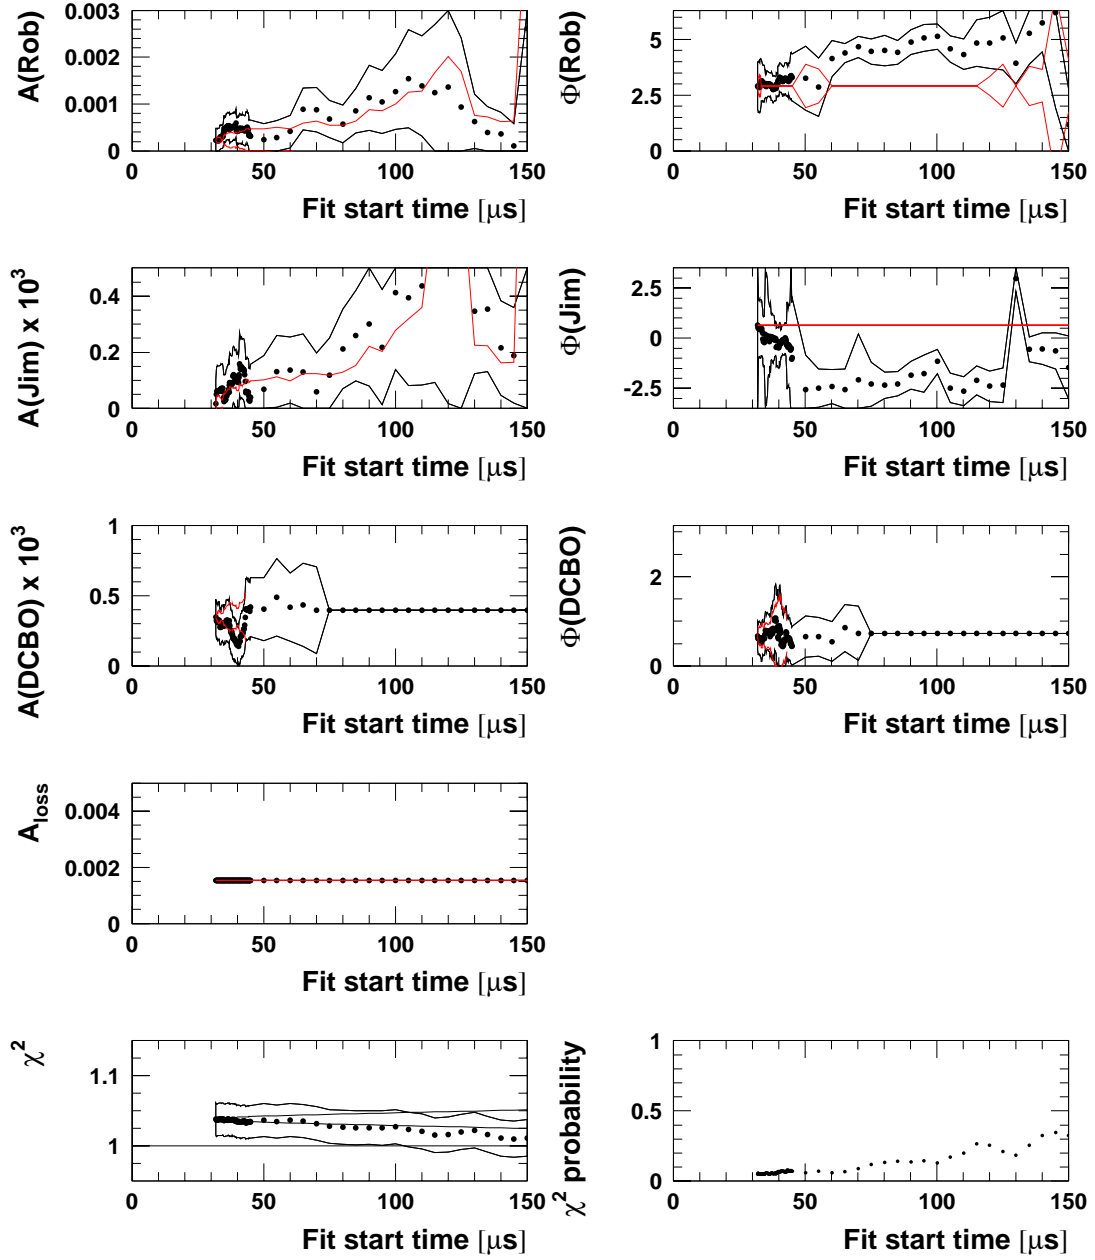 A(Rob)
0.003
0.002
0.001
0
0 50 100 150
Fit start time [μs]
Φ(Rob)
5
2.5
0
0 50 100 150
Fit start time [μs]
A(Jim) x 10³
0.4
0.2
0
0 50 100 150
Fit start time [μs]
Φ(Jim)
2.5
0
-2.5
0 50 100 150
Fit start time [μs]
A(DCBO) x 10³
1
0.5
0
0 50 100 150
Fit start time [μs]
Φ(DCBO)
2
1
0
0 50 100 150
Fit start time [μs]
A_loss
0.004
0.002
0
0 50 100 150
Fit start time [μs]
χ²
1.1
1
0 50 100 150
Fit start time [μs]
χ² probability
1
0.5
0
0 50 100 150
Fit start time [μs]